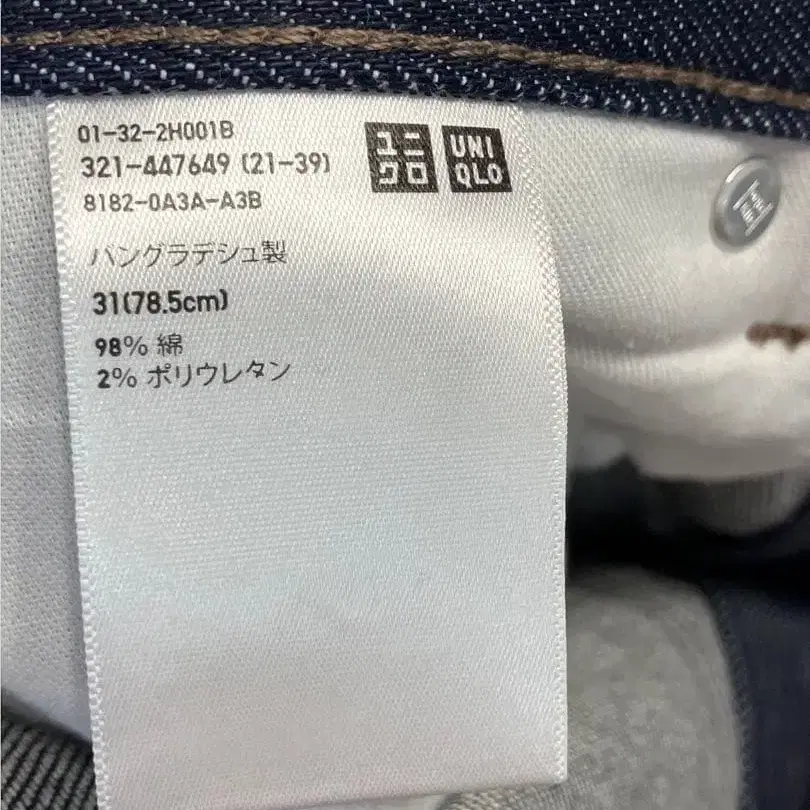 01-32-2H001B
321-447649 (21-39)
8182-0A3A-A3B
ユニクロ
UNIQLO
バングラデシュ製
31(78.5cm)
98% 綿
2% ポリウレタン